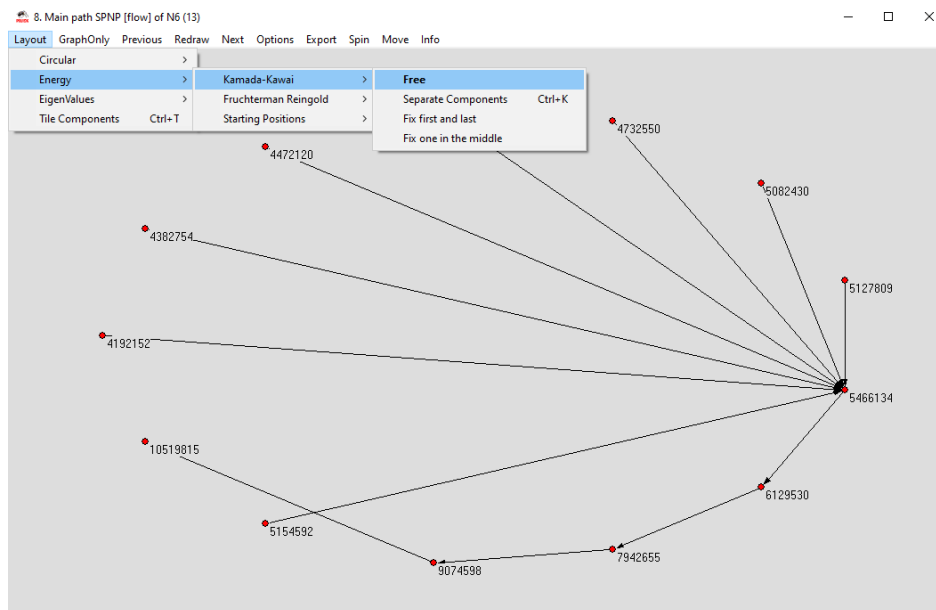 8. Main path SPNP [flow] of N6 (13)
Layout GraphOnly Previous Redraw Next Options Export Spin Move Info
Circular
Energy Kamada-Kawai Free
EigenValues Fruchterman Reingold Separate Components Ctrl+K
Tile Components Ctrl+T Starting Positions Fix first and last
Fix one in the middle
4732550
4472120
5082430
4382754
5127809
4192152
5466134
10519815
6129530
5154592
7942655
9074598